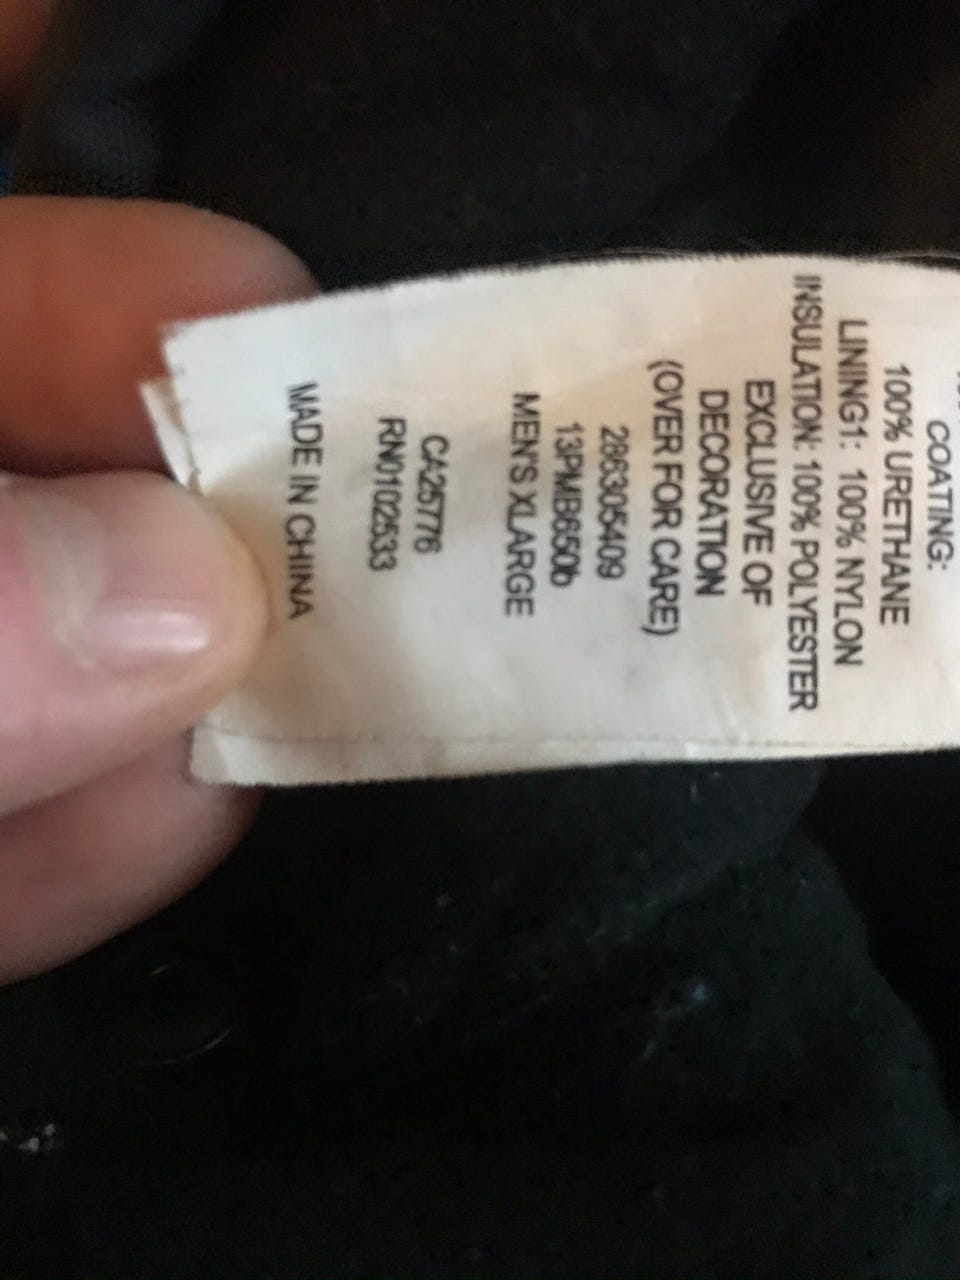 COATING:
100% URETHANE
LINING1: 100% NYLON
INSULATION: 100% POLYESTER
EXCLUSIVE OF
DECORATION
(OVER FOR CARE)
286305409
13PMB650b
MEN'S XLARGE
CA25776
RN0102533
MADE IN CHINA